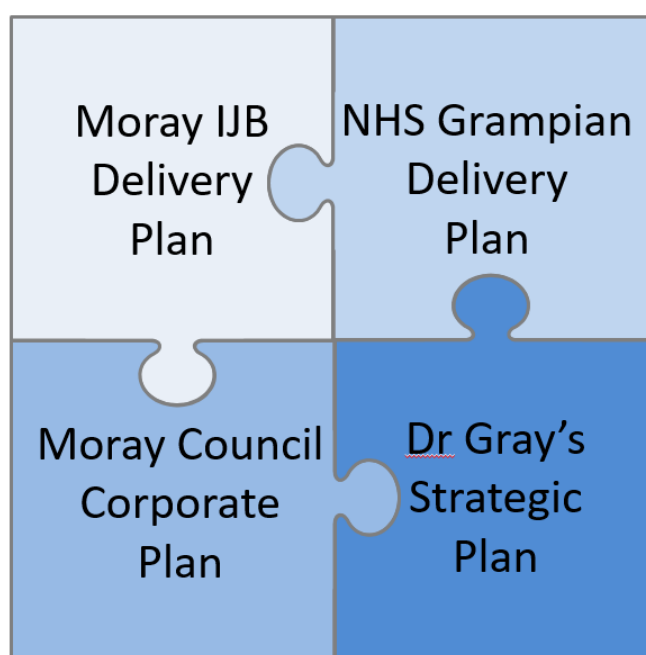 Moray IJB
Delivery
Plan
NHS Grampian
Delivery
Plan
Moray Council
Corporate
Plan
Dr Gray’s
Strategic
Plan